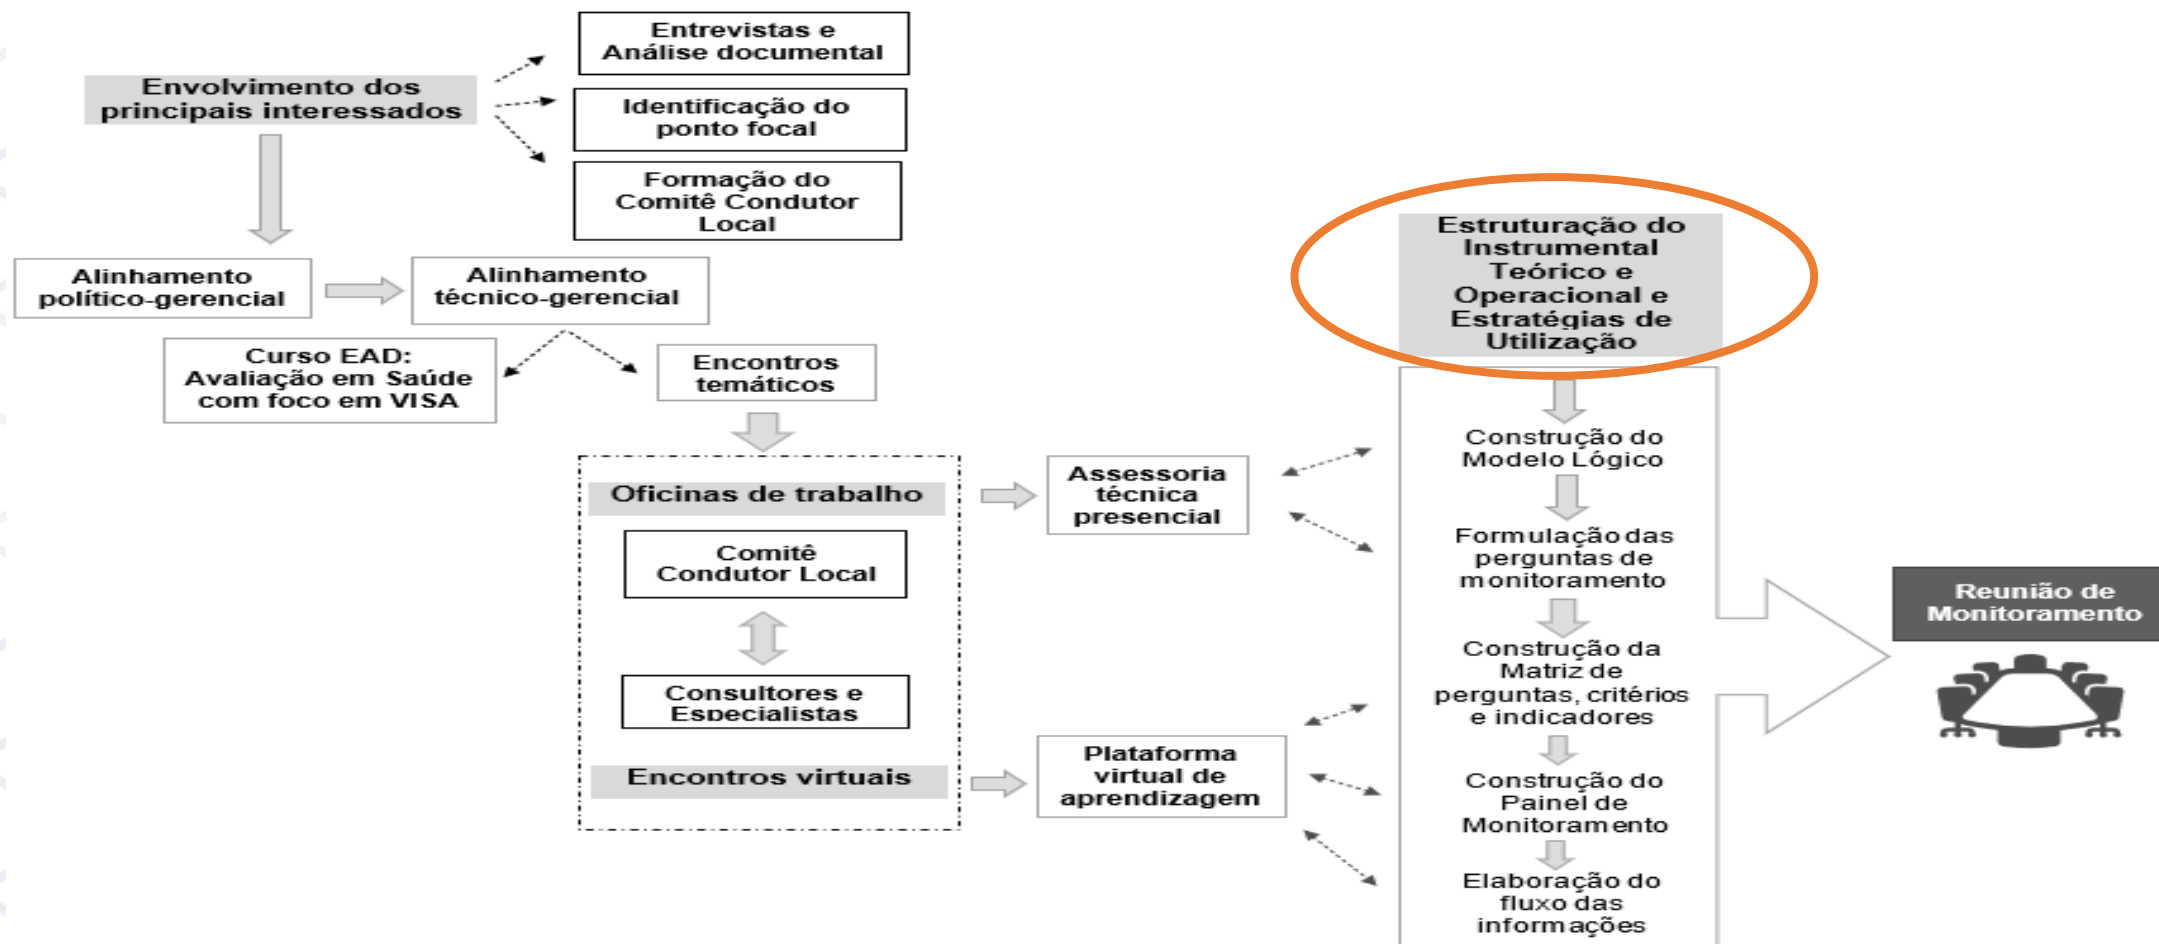 Entrevistas e
Análise documental
Envolvimento dos
principais interessados
Identificação do
ponto focal
Formação do
Comitê Condutor
Local
Alinhamento
político-gerencial
Alinhamento
técnico-gerencial
Curso EAD:
Avaliação em Saúde
com foco em VISA
Encontros
temáticos
Oficinas de trabalho
Comitê
Condutor Local
Consultores e
Especialistas
Encontros virtuais
Assessoria
técnica
presencial
Plataforma
virtual de
aprendizagem
Estruturação do
Instrumental
Teórico e
Operacional e
Estratégias de
Utilização
Construção do
Modelo Lógico
Formulação das
perguntas de
monitoramento
Construção da
Matriz de
perguntas, critérios
e indicadores
Construção do
Painel de
Monitoramento
Elaboração do
fluxo das
informações
Reunião de
Monitoramento